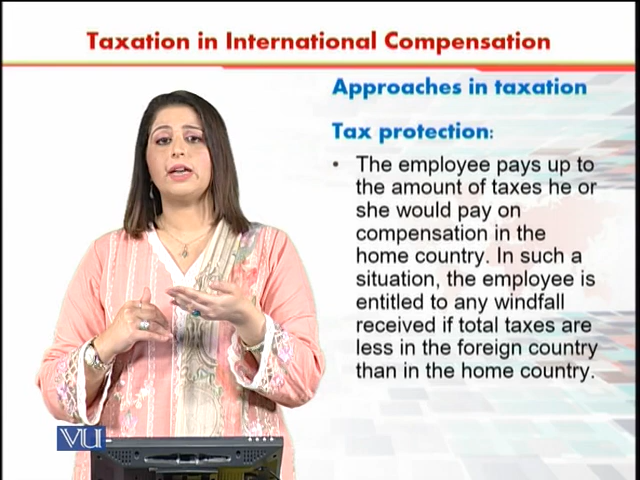 Taxation in International Compensation
Approaches in taxation
Tax protection:
• The employee pays up to
the amount of taxes he or
she would pay on
compensation in the
home country. In such a
situation, the employee is
entitled to any windfall
received if total taxes are
less in the foreign country
than in the home country.
VU